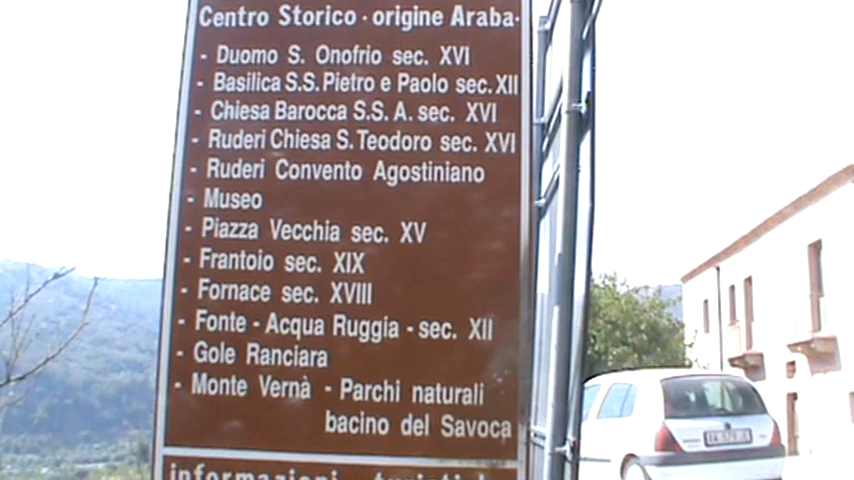 Centro Storico · origine Araba·
- Duomo S. Onofrio sec. XVI
- Basilica S.S. Pietro e Paolo sec. XII
- Chiesa Barocca S.S. A. sec. XVI
- Ruderi Chiesa S. Teodoro sec. XVI
- Ruderi Convento Agostiniano
- Museo
- Piazza Vecchia sec. XV
- Frantoio sec. XIX
- Fornace sec. XVIII
- Fonte - Acqua Ruggia - sec. XII
- Gole Ranciara
- Monte Vernà - Parchi naturali
bacino del Savoca
informazioni